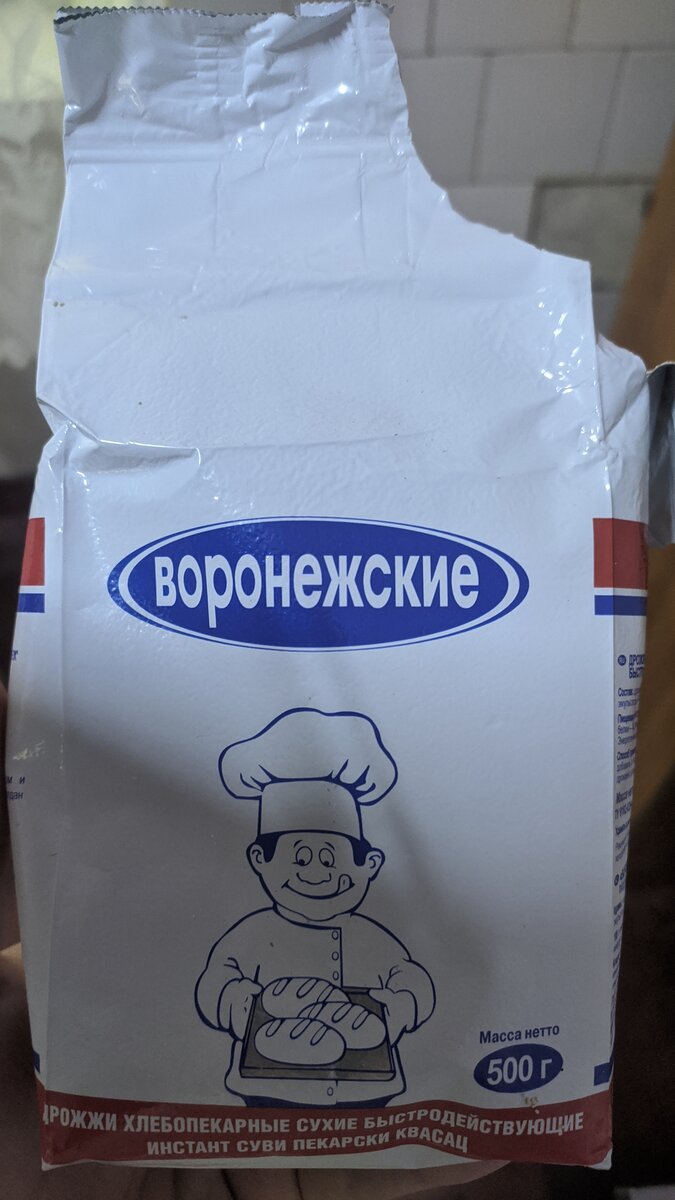 воронежские
Масса нетто
500 г
ДРОЖЖИ ХЛЕБОПЕКАРНЫЕ СУХИЕ БЫСТРОДЕЙСТВУЮЩИЕ
ИНСТАНТ СУВИ ПЕКАРСКИ КВАСАЦ